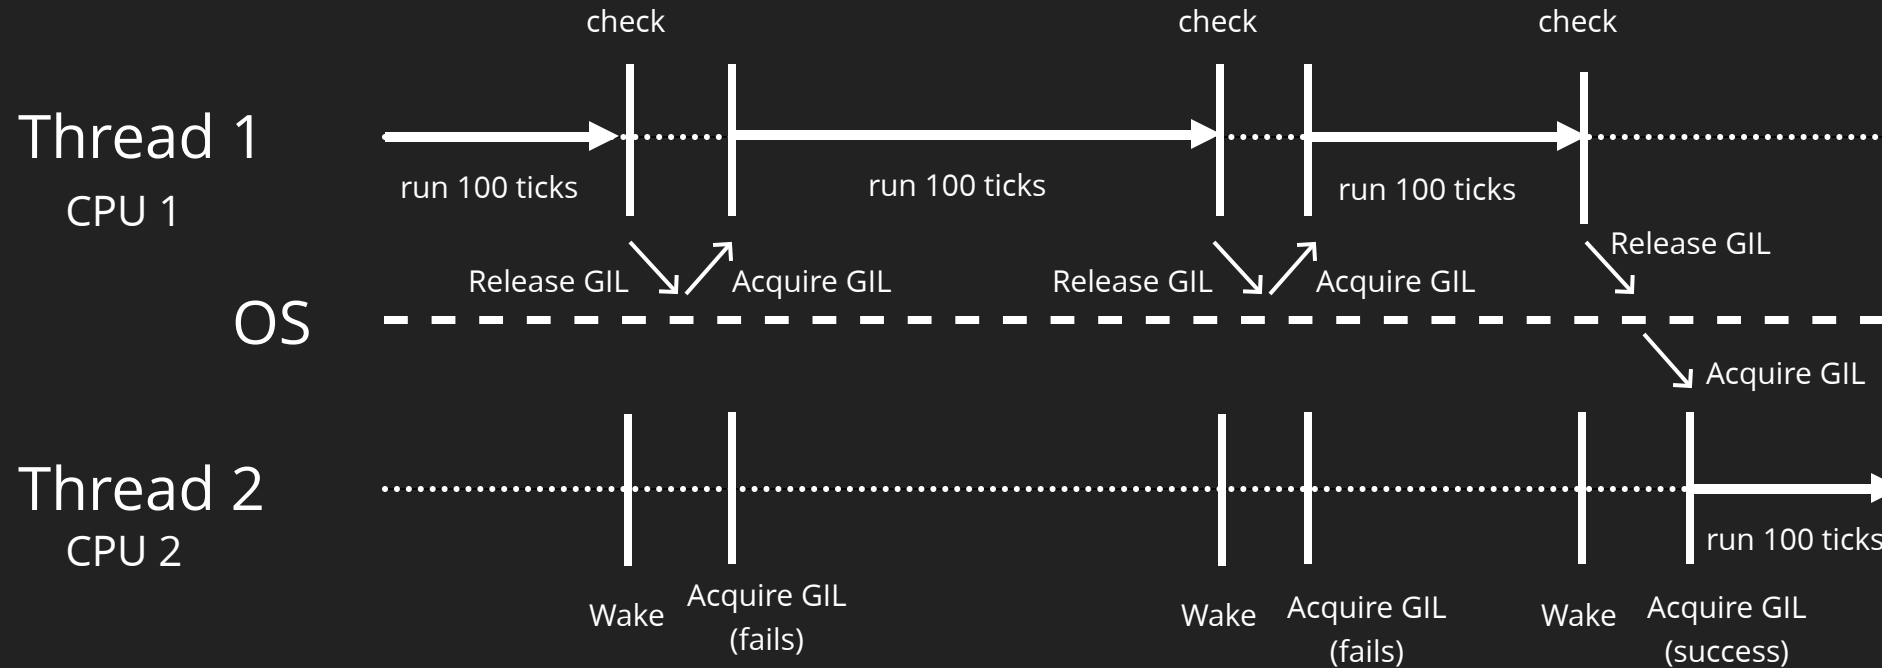 check
check
check
Thread 1
CPU 1
run 100 ticks
run 100 ticks
run 100 ticks
Release GIL
Acquire GIL
Release GIL
Acquire GIL
Release GIL
OS
Acquire GIL
Thread 2
CPU 2
run 100 ticks
Wake
Acquire GIL
(fails)
Wake
Acquire GIL
(fails)
Wake
Acquire GIL
(success)